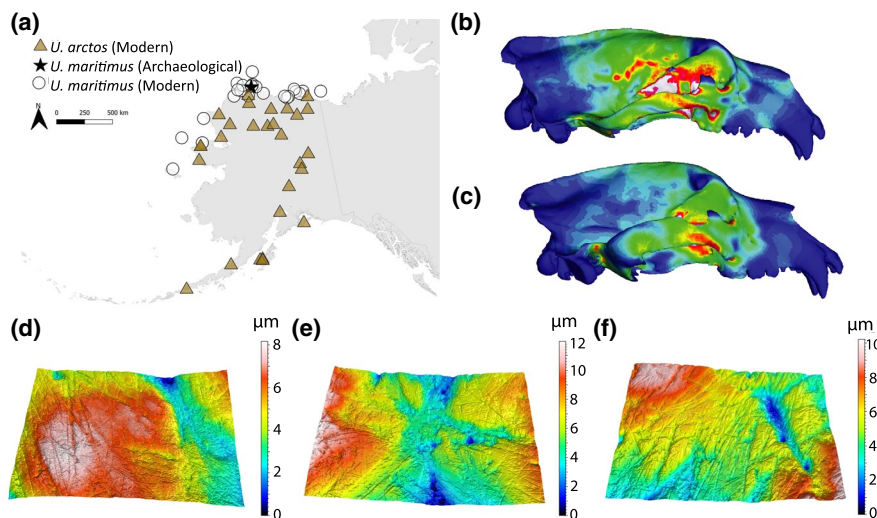 (a)
U. arctos (Modern)
U. maritimus (Archaeological)
U. maritimus (Modern)
N
0 250 500 km
(b)
(c)
(d)
µm
8
6
4
2
0
(e)
µm
12
10
8
6
4
2
0
(f)
µm
10
8
6
4
2
0